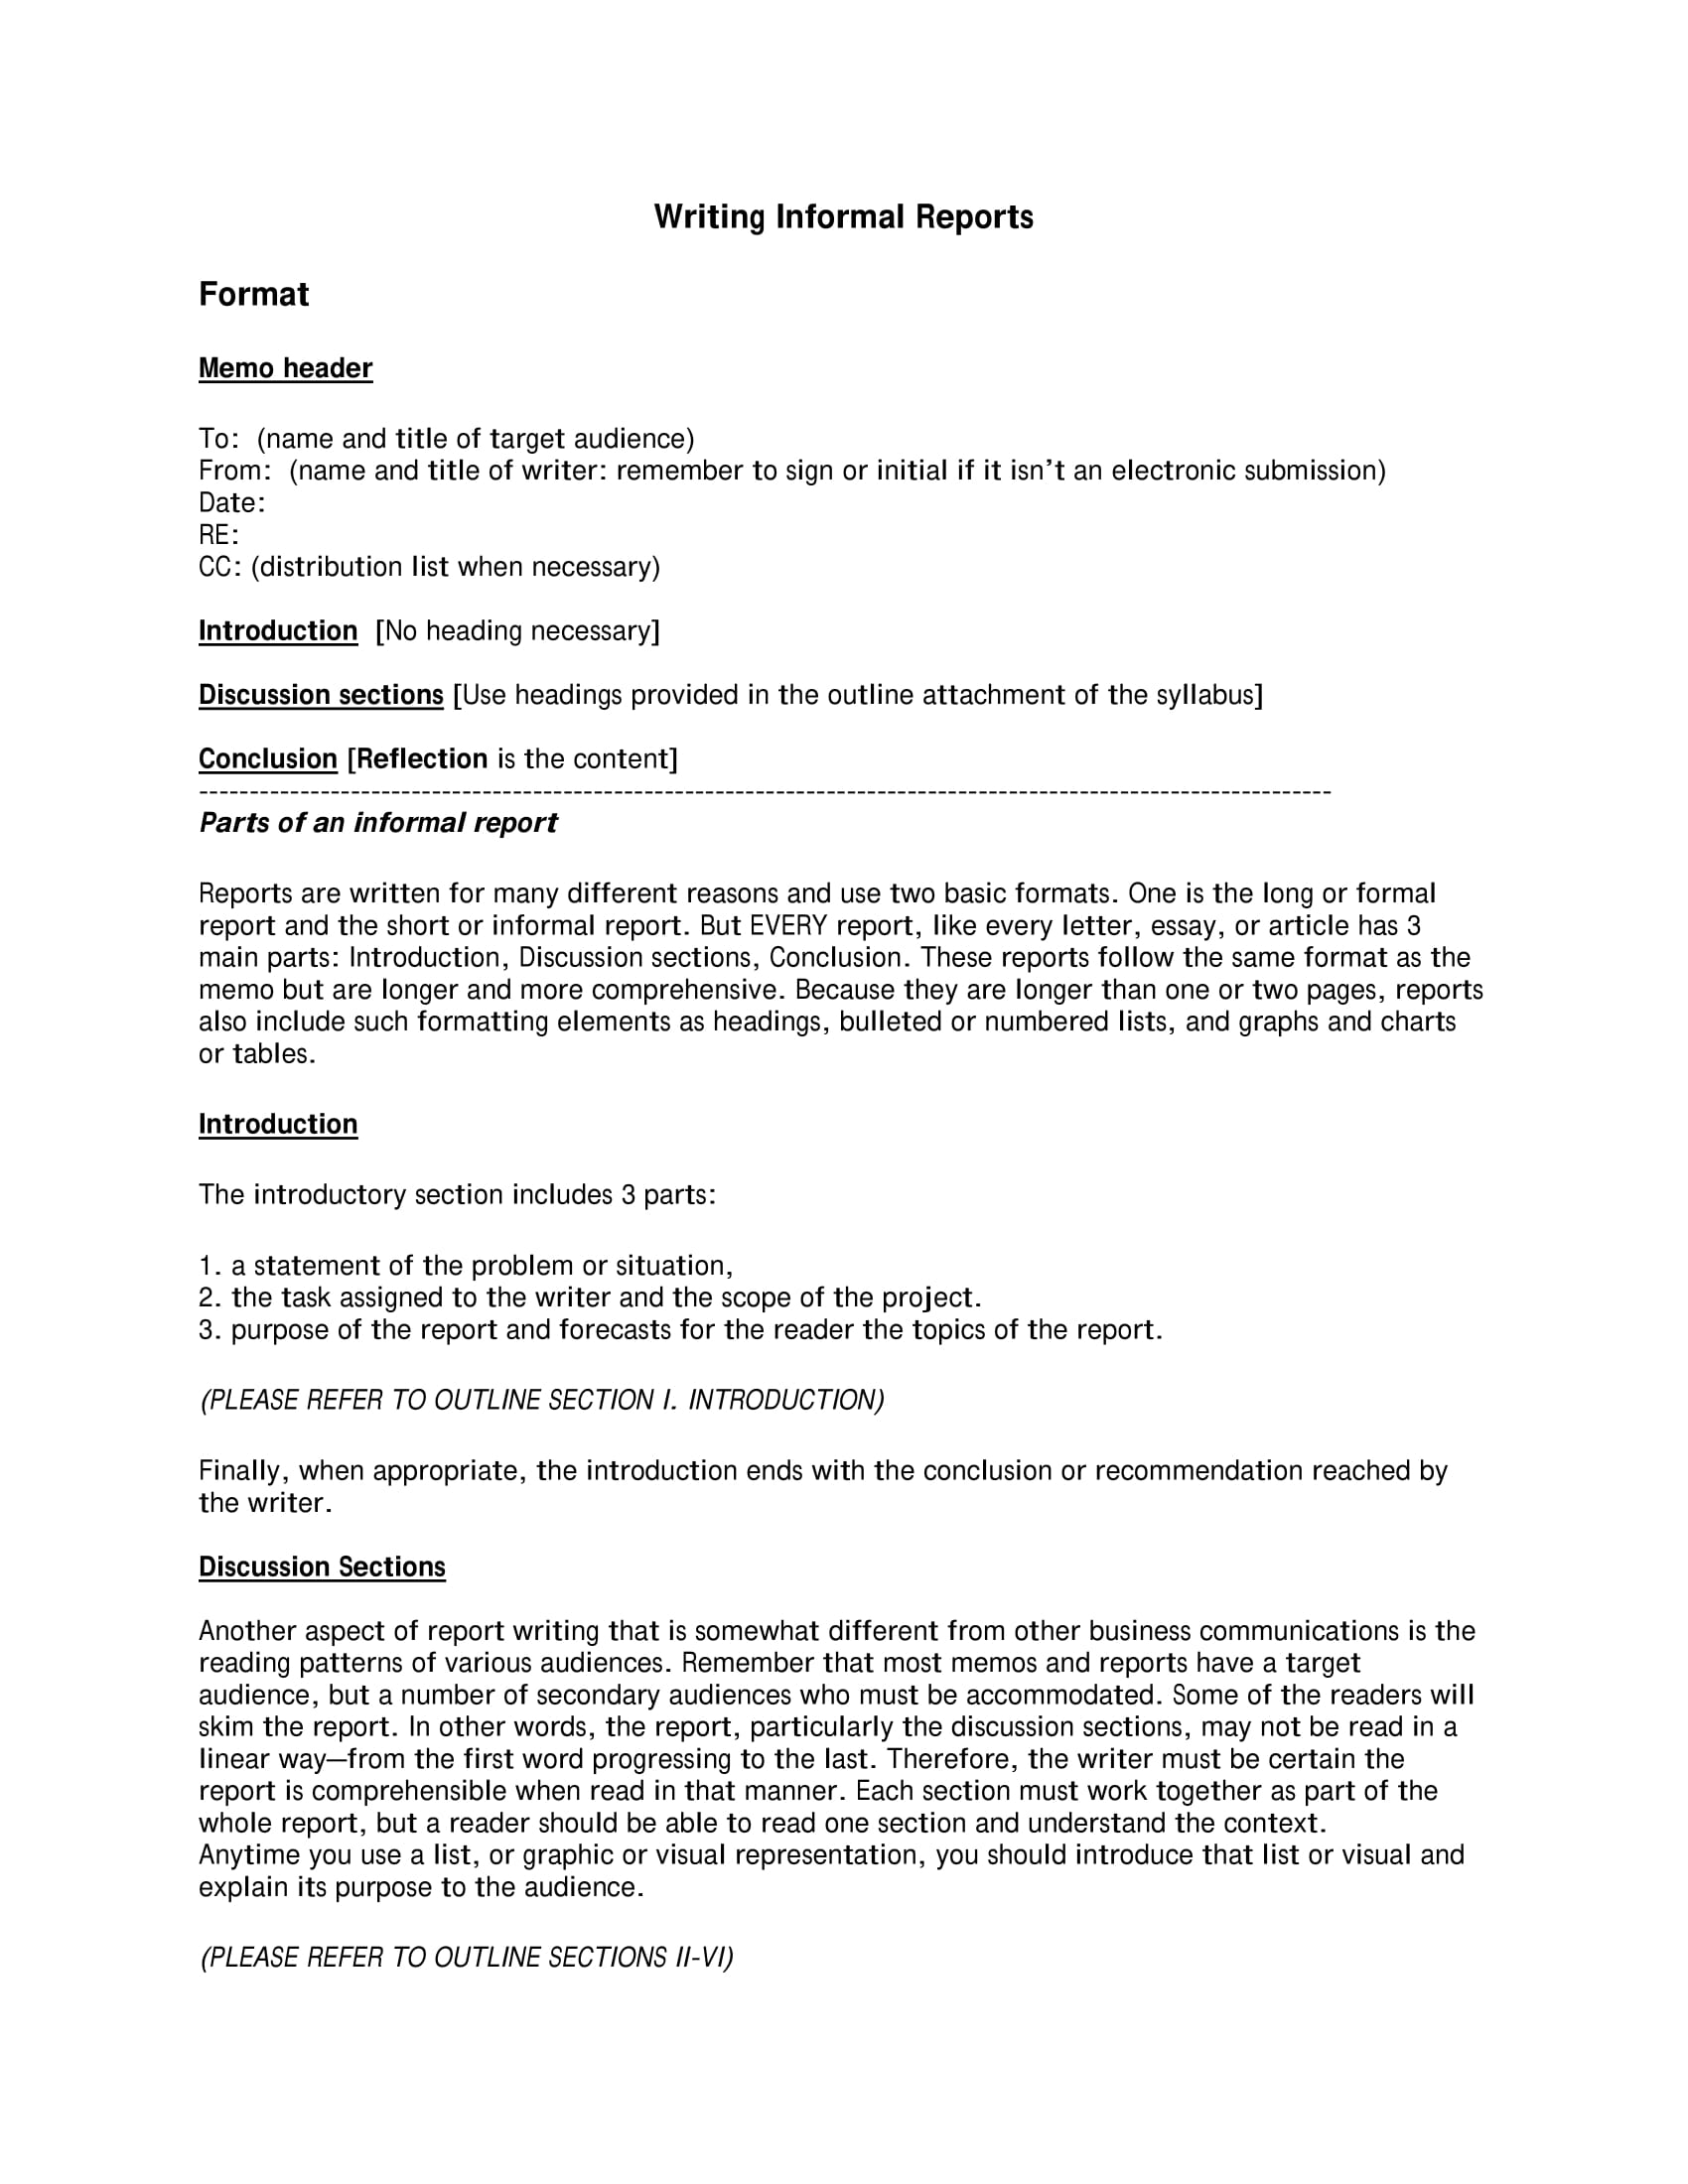 Writing Informal Reports
Format
Memo header
To:  (name and title of target audience)
From:  (name and title of writer: remember to sign or initial if it isn’t an electronic submission)
Date:
RE:
CC: (distribution list when necessary)
Introduction  [No heading necessary]
Discussion sections [Use headings provided in the outline attachment of the syllabus]
Conclusion [Reflection is the content]
----------------------------------------------------------------------------------------------------------------
Parts of an informal report
Reports are written for many different reasons and use two basic formats. One is the long or formal
report and the short or informal report. But EVERY report, like every letter, essay, or article has 3
main parts: Introduction, Discussion sections, Conclusion. These reports follow the same format as the
memo but are longer and more comprehensive. Because they are longer than one or two pages, reports
also include such formatting elements as headings, bulleted or numbered lists, and graphs and charts
or tables.
Introduction
The introductory section includes 3 parts:
1. a statement of the problem or situation,
2. the task assigned to the writer and the scope of the project.
3. purpose of the report and forecasts for the reader the topics of the report.
(PLEASE REFER TO OUTLINE SECTION I. INTRODUCTION)
Finally, when appropriate, the introduction ends with the conclusion or recommendation reached by
the writer.
Discussion Sections
Another aspect of report writing that is somewhat different from other business communications is the
reading patterns of various audiences. Remember that most memos and reports have a target
audience, but a number of secondary audiences who must be accommodated. Some of the readers will
skim the report. In other words, the report, particularly the discussion sections, may not be read in a
linear way—from the first word progressing to the last. Therefore, the writer must be certain the
report is comprehensible when read in that manner. Each section must work together as part of the
whole report, but a reader should be able to read one section and understand the context.
Anytime you use a list, or graphic or visual representation, you should introduce that list or visual and
explain its purpose to the audience.
(PLEASE REFER TO OUTLINE SECTIONS II-VI)